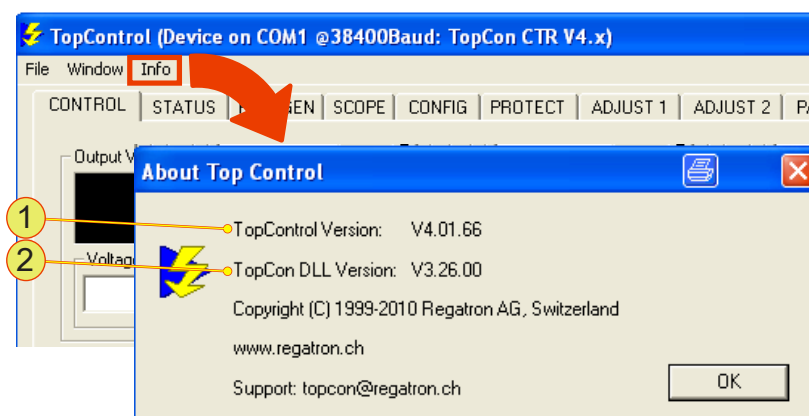 TopControl (Device on COM1 @38400Baud: TopCon CTR V4.x)
File Window Info
CONTROL STATUS SCOPE CONFIG PROTECT ADJUST 1 ADJUST 2
Output V
About Top Control
1
TopControl Version: V4.01.66
2
TopCon DLL Version: V3.26.00
Voltage
Copyright (C) 1999-2010 Regatron AG, Switzerland
www.regatron.ch
Support: topcon@regatron.ch
OK